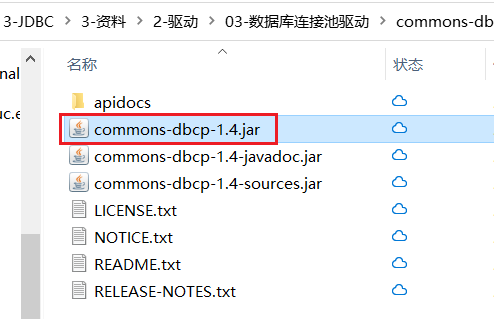 3-JDBC > 3-资料 > 2-驱动 > 03-数据库连接池驱动 > commons-db
名称 状态
nal
apidocs
uc.e
commons-dbcp-1.4.jar
commons-dbcp-1.4-javadoc.jar
commons-dbcp-1.4-sources.jar
LICENSE.txt
NOTICE.txt
README.txt
RELEASE-NOTES.txt